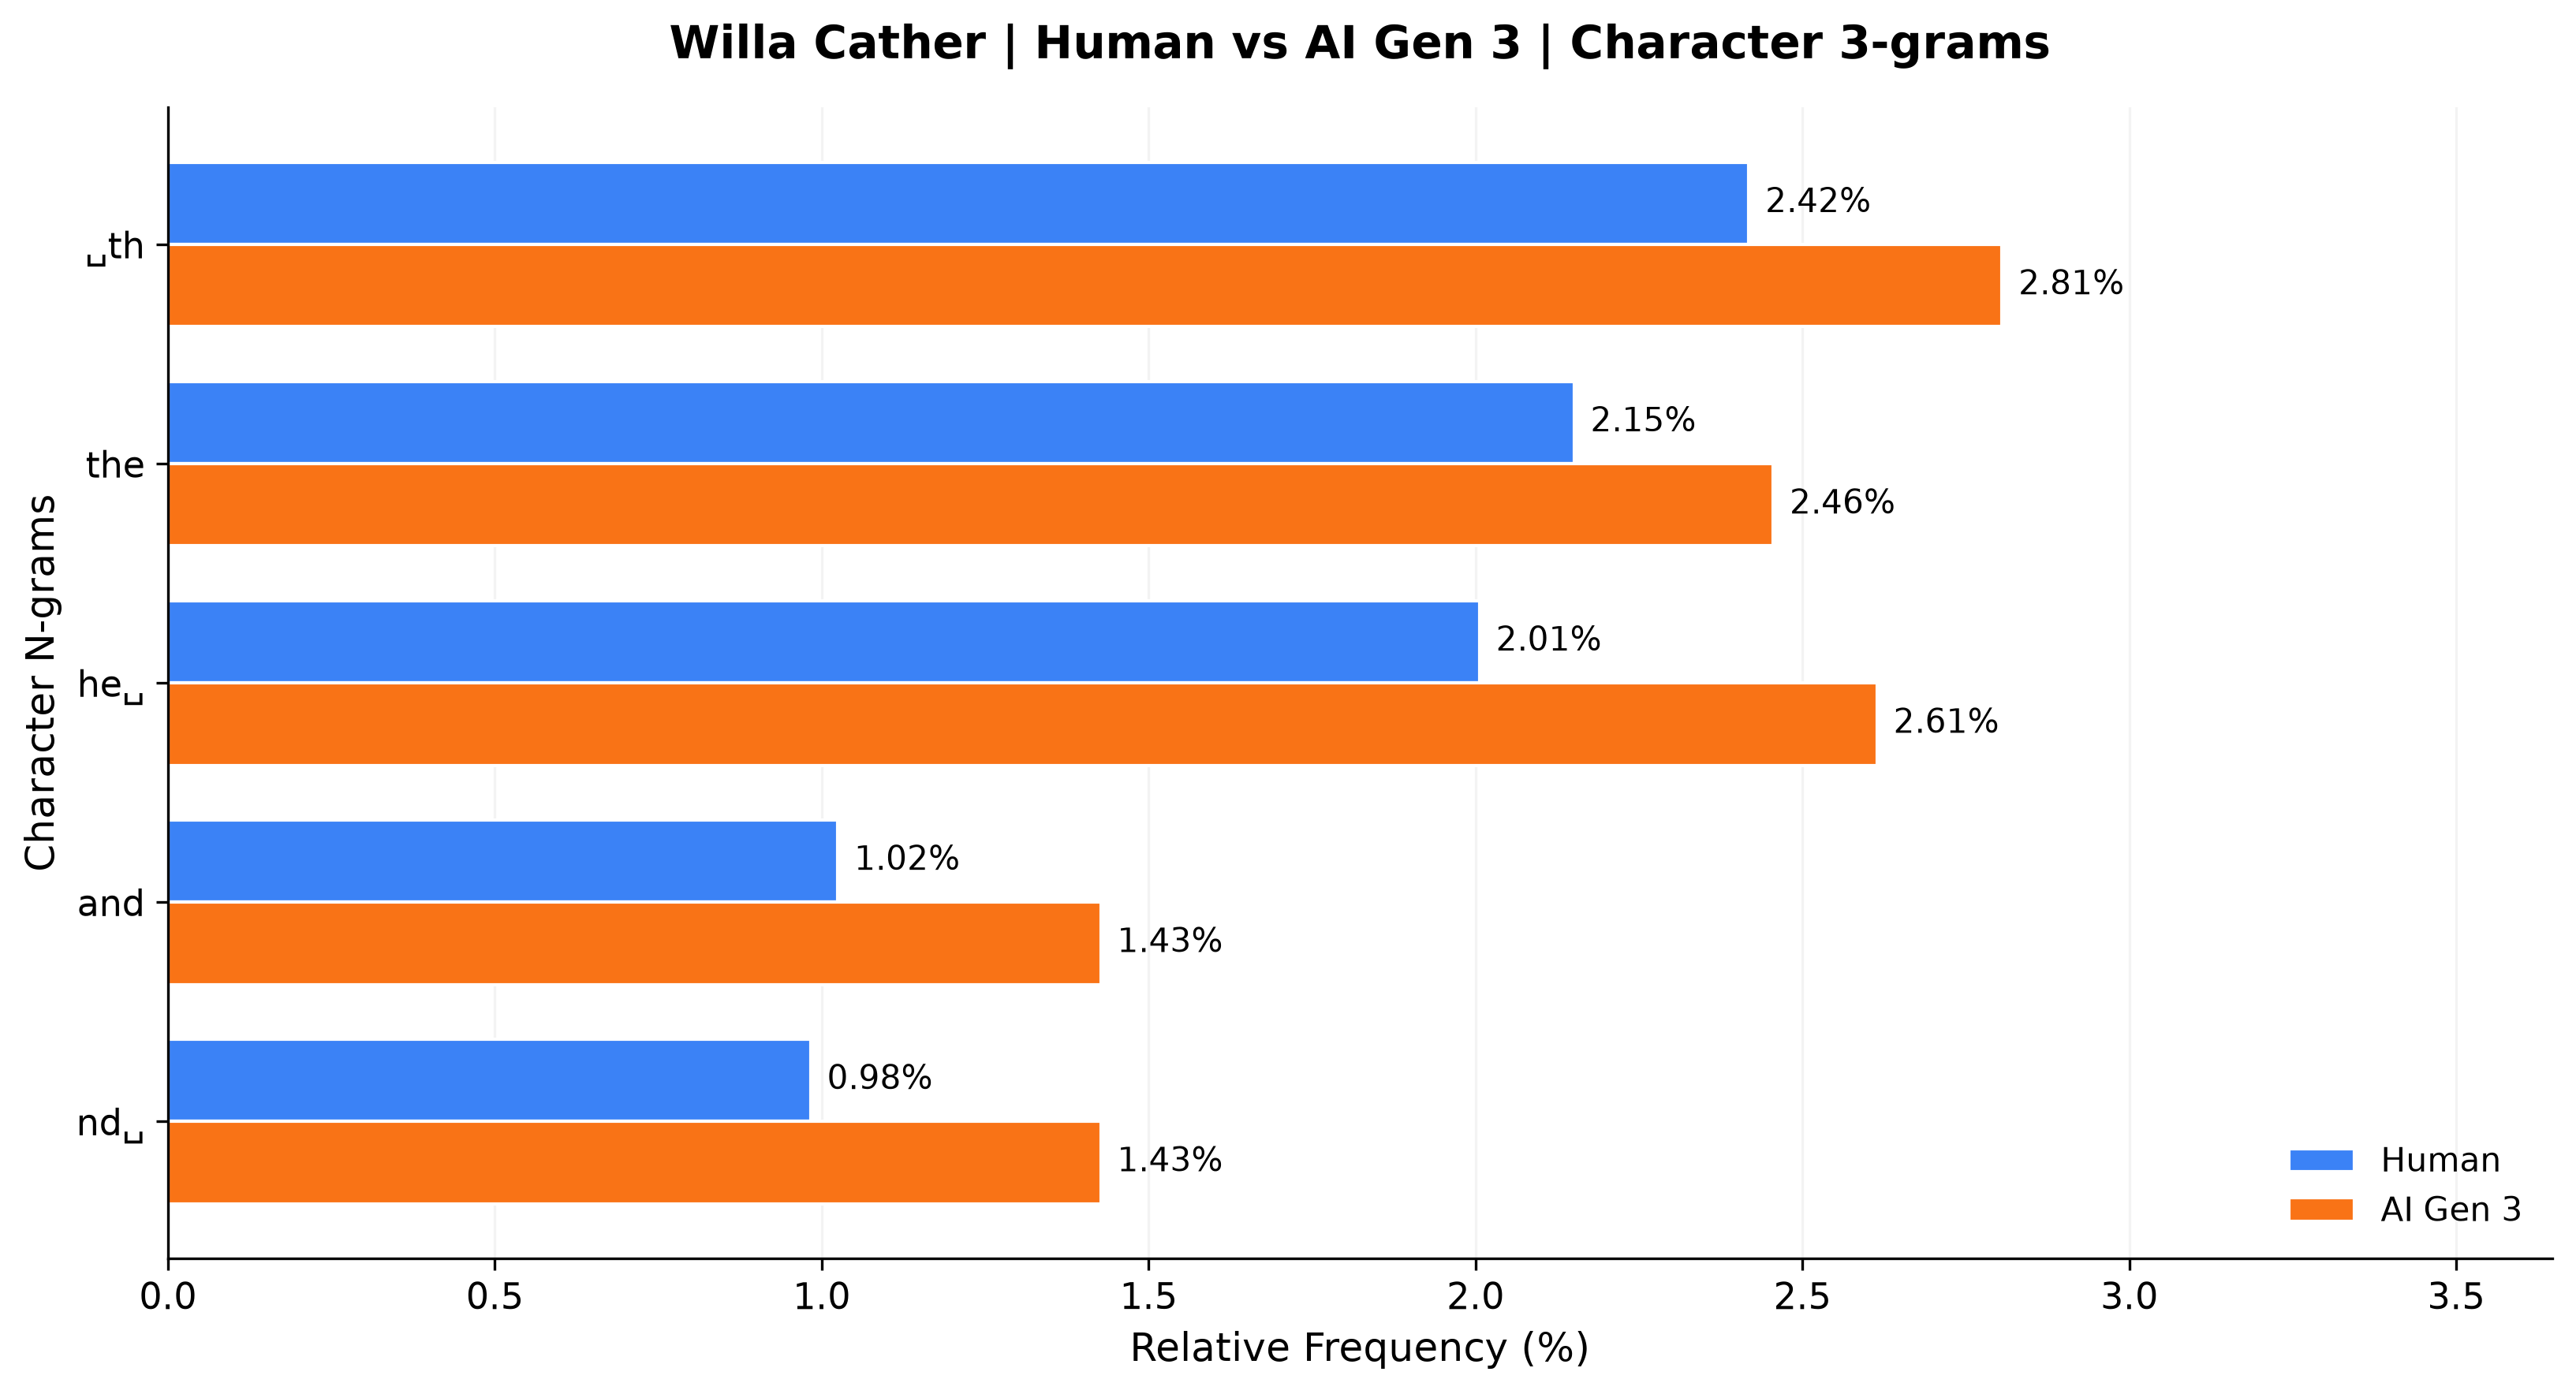 Willa Cather | Human vs AI Gen 3 | Character 3-grams
Character N-grams
␣th
2.42%
2.81%
the
2.15%
2.46%
he␣
2.01%
2.61%
and
1.02%
1.43%
nd␣
0.98%
1.43%
Human
AI Gen 3
0.0 0.5 1.0 1.5 2.0 2.5 3.0 3.5
Relative Frequency (%)